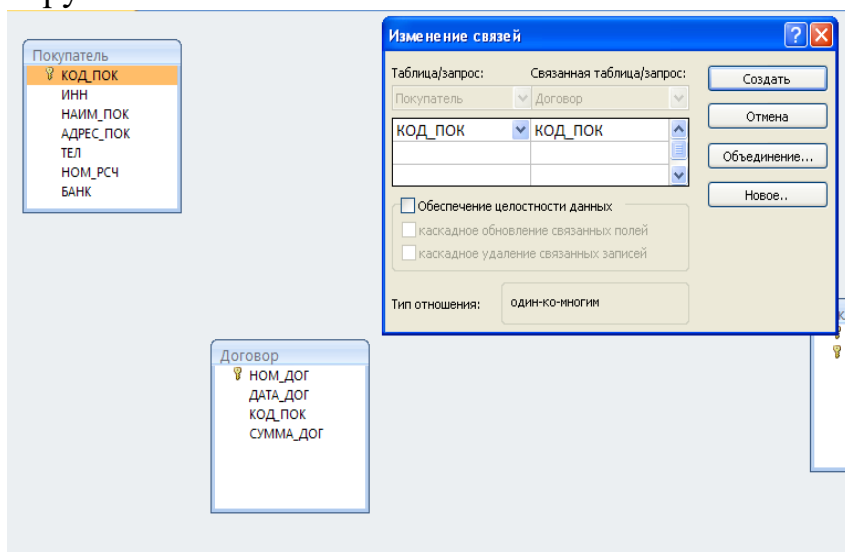 Покупатель
КОД_ПОК
ИНН
НАИМ_ПОК
АДРЕС_ПОК
ТЕЛ
НОМ_РСЧ
БАНК
Изменение связей
Таблица/запрос: Связанная таблица/запрос:
Покупатель Договор
КОД_ПОК КОД_ПОК
Обеспечение целостности данных
каскадное обновление связанных полей
каскадное удаление связанных записей
Тип отношения: один-ко-многим
Создать
Отмена
Объединение...
Новое..
Договор
НОМ_ДОГ
ДАТА_ДОГ
КОД_ПОК
СУММА_ДОГ